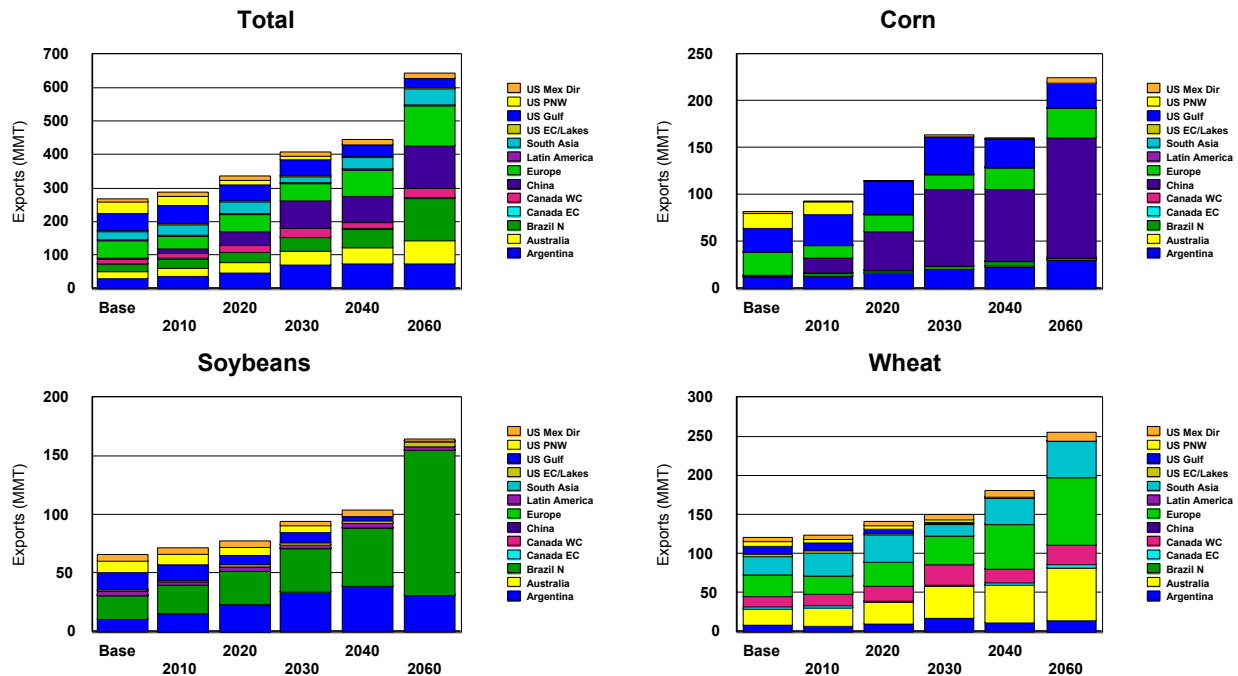 Total
700
600
500
400
300
200
100
0
Exports (MMT)
Base
2010
2020
2030
2040
2060
US Mex Dir
US PNW
US Gulf
US EC/Lakes
South Asia
Latin America
Europe
China
Canada WC
Canada EC
Brazil N
Australia
Argentina
Corn
250
200
150
100
50
0
Exports (MMT)
Base
2010
2020
2030
2040
2060
US Mex Dir
US PNW
US Gulf
US EC/Lakes
South Asia
Latin America
Europe
China
Canada WC
Canada EC
Brazil N
Australia
Argentina
Soybeans
200
150
100
50
0
Exports (MMT)
Base
2010
2020
2030
2040
2060
US Mex Dir
US PNW
US Gulf
US EC/Lakes
South Asia
Latin America
Europe
China
Canada WC
Canada EC
Brazil N
Australia
Argentina
Wheat
300
250
200
150
100
50
0
Exports (MMT)
Base
2010
2020
2030
2040
2060
US Mex Dir
US PNW
US Gulf
US EC/Lakes
South Asia
Latin America
Europe
China
Canada WC
Canada EC
Brazil N
Australia
Argentina